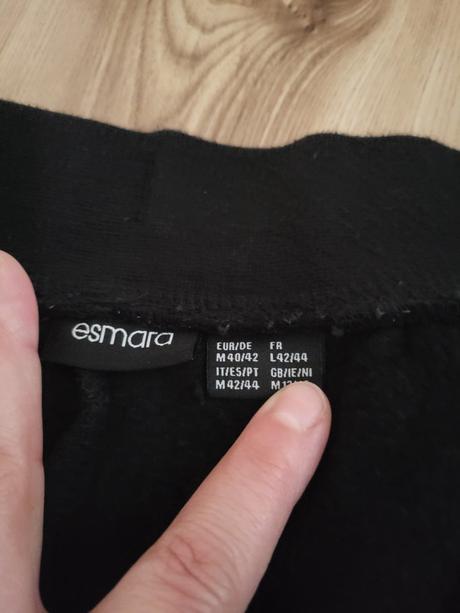 esmara
EUR/DE FR
M40/42 L42/44
IT/ES/PT GB/IE/NI
M42/44